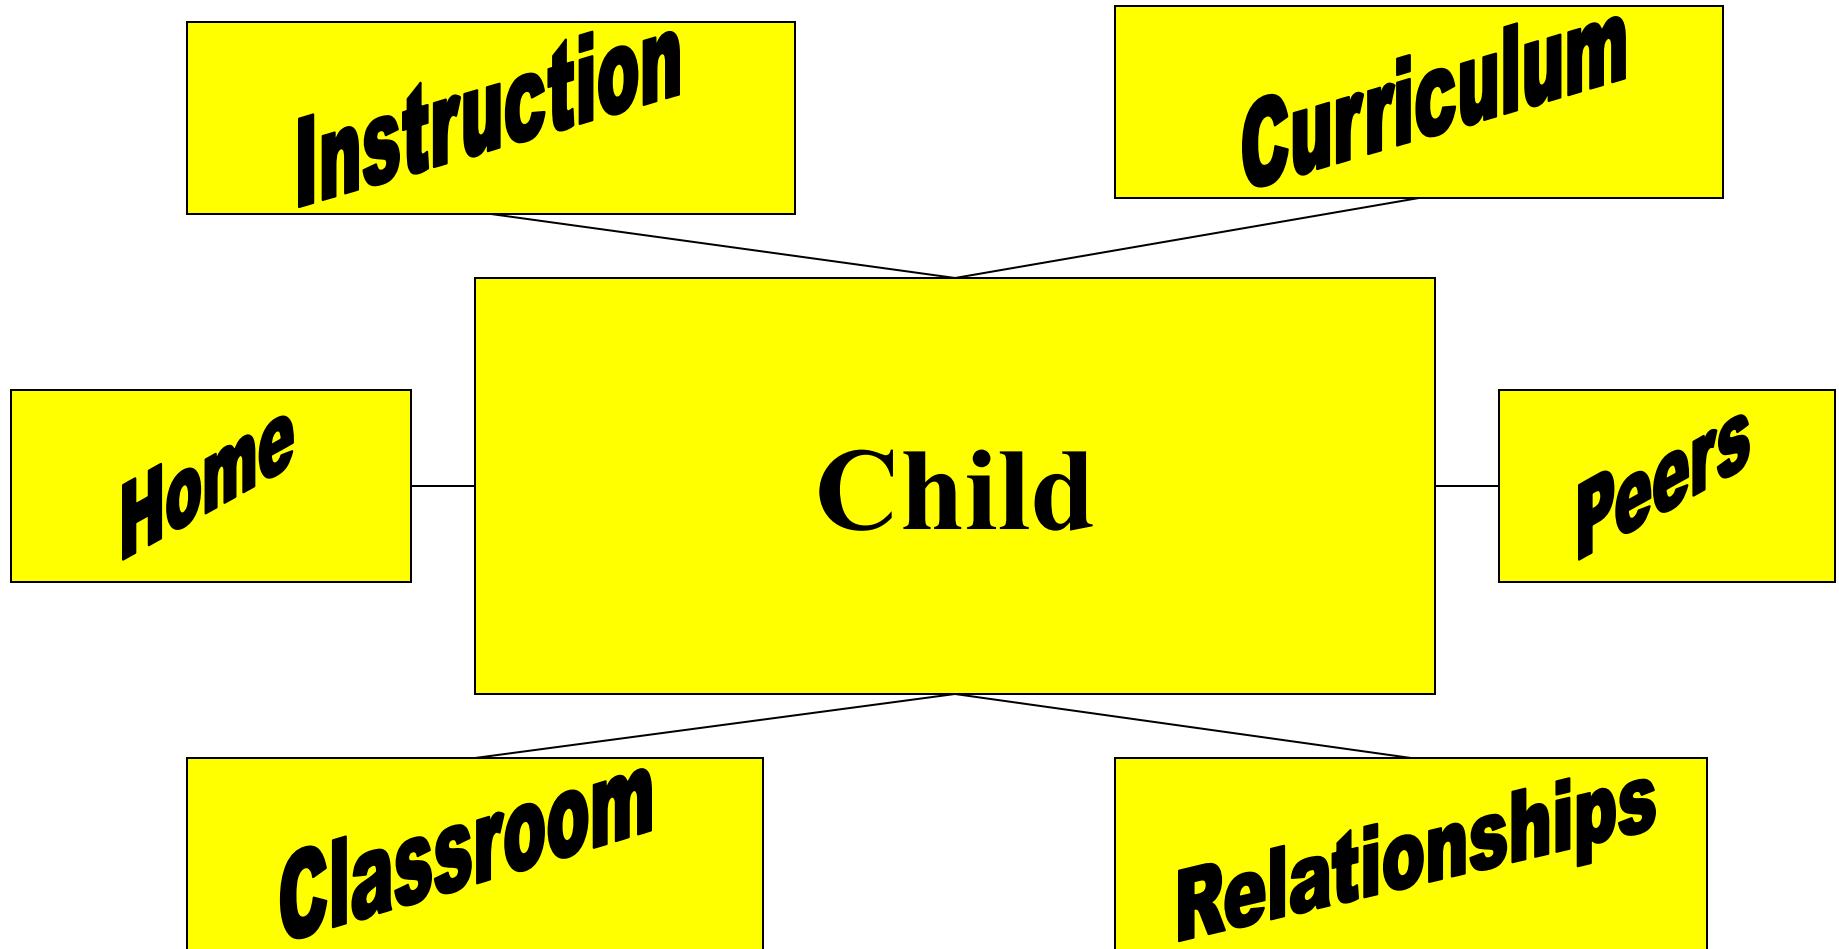 Instruction
Curriculum
Home
Child
Peers
Classroom
Relationships